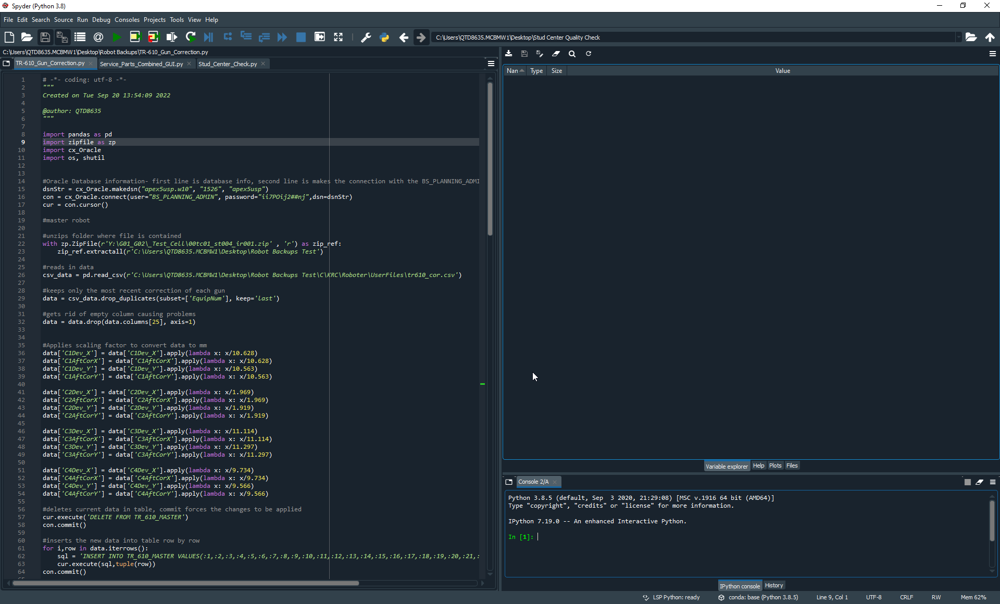 Spyder (Python 3.8)
File Edit Search Source Run Debug Consoles Projects Tools View Help
C:\Users\QTD8635.MCBMW1\Desktop\Stud Center Quality Check
C:\Users\QTD8635.MCBMW1\Desktop\Robot Backups\TR-610_Gun_Correction.py
TR-610_Gun_Correction.py Service_Parts_Combined_GUI.py Stud_Center_Check.py
1 # -*- coding: utf-8 -*-
2 """
3 Created on Tue Sep 20 13:54:09 2022
4
5 @author: QTD8635
6 """
7
8 import pandas as pd
9 import zipfile as zp
10 import cx_Oracle
11 import os, shutil
12
13
14 #Oracle Database information- first line is database info, second line is makes the connection with the BS_PLANNING_ADMI
15 dsnStr = cx_Oracle.makedsn("apex5usp.w10", "1526", "apex5usp")
16 con = cx_Oracle.connect(user="BS_PLANNING_ADMIN", password="ii7POij2##nj",dsn=dsnStr)
17 cur = con.cursor()
18
19 #master robot
20
21 #unzips folder where file is contained
22 with zp.ZipFile(r'Y:\G01_G02\_Test_Cell\00tc01_st004_ir001.zip' , 'r') as zip_ref:
23 zip_ref.extractall(r'C:\Users\QTD8635.MCBMW1\Desktop\Robot Backups Test')
24
25 #reads in data
26 csv_data = pd.read_csv(r'C:\Users\QTD8635.MCBMW1\Desktop\Robot Backups Test\C\KRC\Roboter\UserFiles\tr610_cor.csv')
27
28 #keeps only the most recent correction of each gun
29 data = csv_data.drop_duplicates(subset=['EquipNum'], keep='last')
30
31 #gets rid of empty column causing problems
32 data = data.drop(data.columns[25], axis=1)
33
34
35 #Applies scaling factor to convert data to mm
36 data['C1Dev_X'] = data['C1Dev_X'].apply(lambda x: x/10.628)
37 data['C1AftCorX'] = data['C1AftCorX'].apply(lambda x: x/10.628)
38 data['C1Dev_Y'] = data['C1Dev_Y'].apply(lambda x: x/10.563)
39 data['C1AftCorY'] = data['C1AftCorY'].apply(lambda x: x/10.563)
40
41 data['C2Dev_X'] = data['C2Dev_X'].apply(lambda x: x/1.969)
42 data['C2AftCorX'] = data['C2AftCorX'].apply(lambda x: x/1.969)
43 data['C2Dev_Y'] = data['C2Dev_Y'].apply(lambda x: x/1.919)
44 data['C2AftCorY'] = data['C2AftCorY'].apply(lambda x: x/1.919)
45
46 data['C3Dev_X'] = data['C3Dev_X'].apply(lambda x: x/11.114)
47 data['C3AftCorX'] = data['C3AftCorX'].apply(lambda x: x/11.114)
48 data['C3Dev_Y'] = data['C3Dev_Y'].apply(lambda x: x/11.297)
49 data['C3AftCorY'] = data['C3AftCorY'].apply(lambda x: x/11.297)
50
51 data['C4Dev_X'] = data['C4Dev_X'].apply(lambda x: x/9.734)
52 data['C4AftCorX'] = data['C4AftCorX'].apply(lambda x: x/9.734)
53 data['C4Dev_Y'] = data['C4Dev_Y'].apply(lambda x: x/9.566)
54 data['C4AftCorY'] = data['C4AftCorY'].apply(lambda x: x/9.566)
55
56 #deletes current data in table, commit forces the changes to be applied
57 cur.execute('DELETE FROM TR_610_MASTER')
58 con.commit()
59
60 #inserts the new data into table row by row
61 for i,row in data.iterrows():
62 sql = 'INSERT INTO TR_610_MASTER VALUES(:1,:2,:3,:4,:5,:6,:7,:8,:9,:10,:11,:12,:13,:14,:15,:16,:17,:18,:19,:20,:21,:
63 cur.execute(sql,tuple(row))
64 con.commit()
Nan Type Size Value
Variable explorer Help Plots Files
Console 2/A
Python 3.8.5 (default, Sep 3 2020, 21:29:08) [MSC v.1916 64 bit (AMD64)]
Type "copyright", "credits" or "license" for more information.
IPython 7.19.0 -- An enhanced Interactive Python.
In [1]:
IPython console History
LSP Python: ready conda: base (Python 3.8.5) Line 9, Col 1 UTF-8 CRLF RW Mem 62%